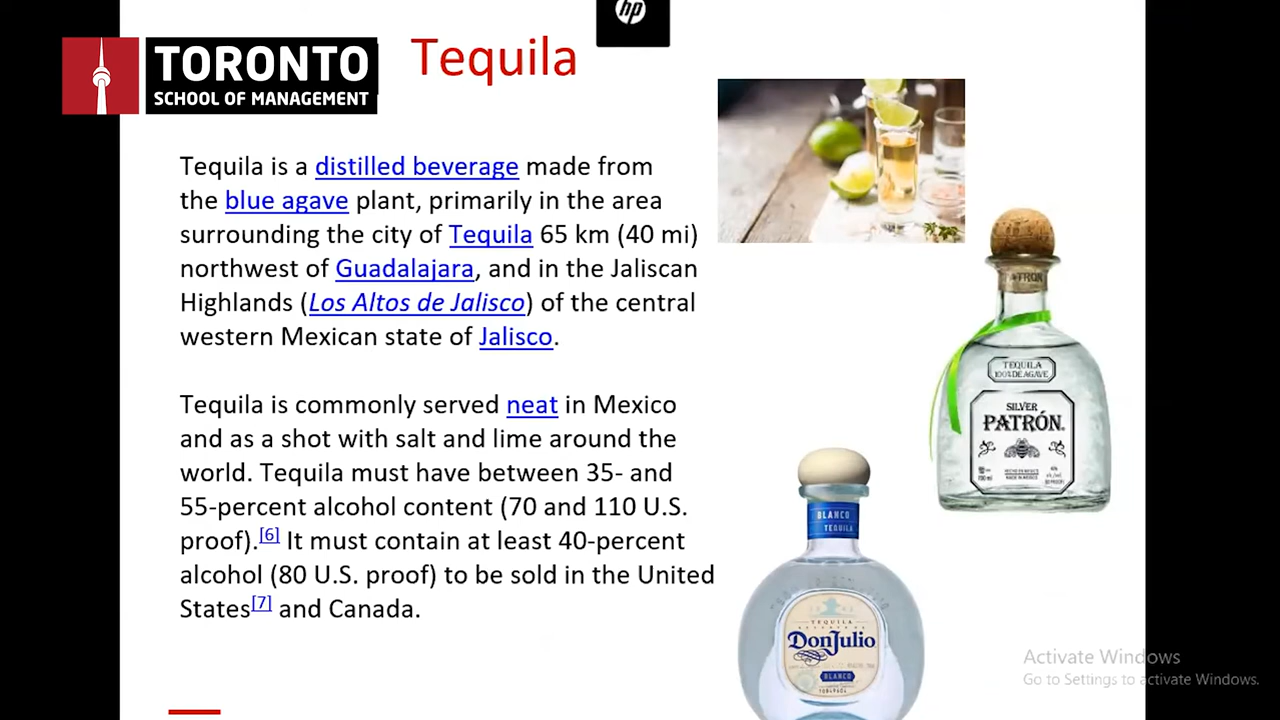 hp
TORONTO
SCHOOL OF MANAGEMENT
Tequila
Tequila is a distilled beverage made from
the blue agave plant, primarily in the area
surrounding the city of Tequila 65 km (40 mi)
northwest of Guadalajara, and in the Jaliscan
Highlands (Los Altos de Jalisco) of the central
western Mexican state of Jalisco.
Tequila is commonly served neat in Mexico
and as a shot with salt and lime around the
world. Tequila must have between 35- and
55-percent alcohol content (70 and 110 U.S.
proof).[6] It must contain at least 40-percent
alcohol (80 U.S. proof) to be sold in the United
States[7] and Canada.
PATRÓN
TEQUILA
100% DE AGAVE
SILVER
PATRÓN
750 ml
BLANCO
TEQUILA
TEQUILA
Don Julio
BLANCO
Activate Windows
Go to Settings to activate Windows.